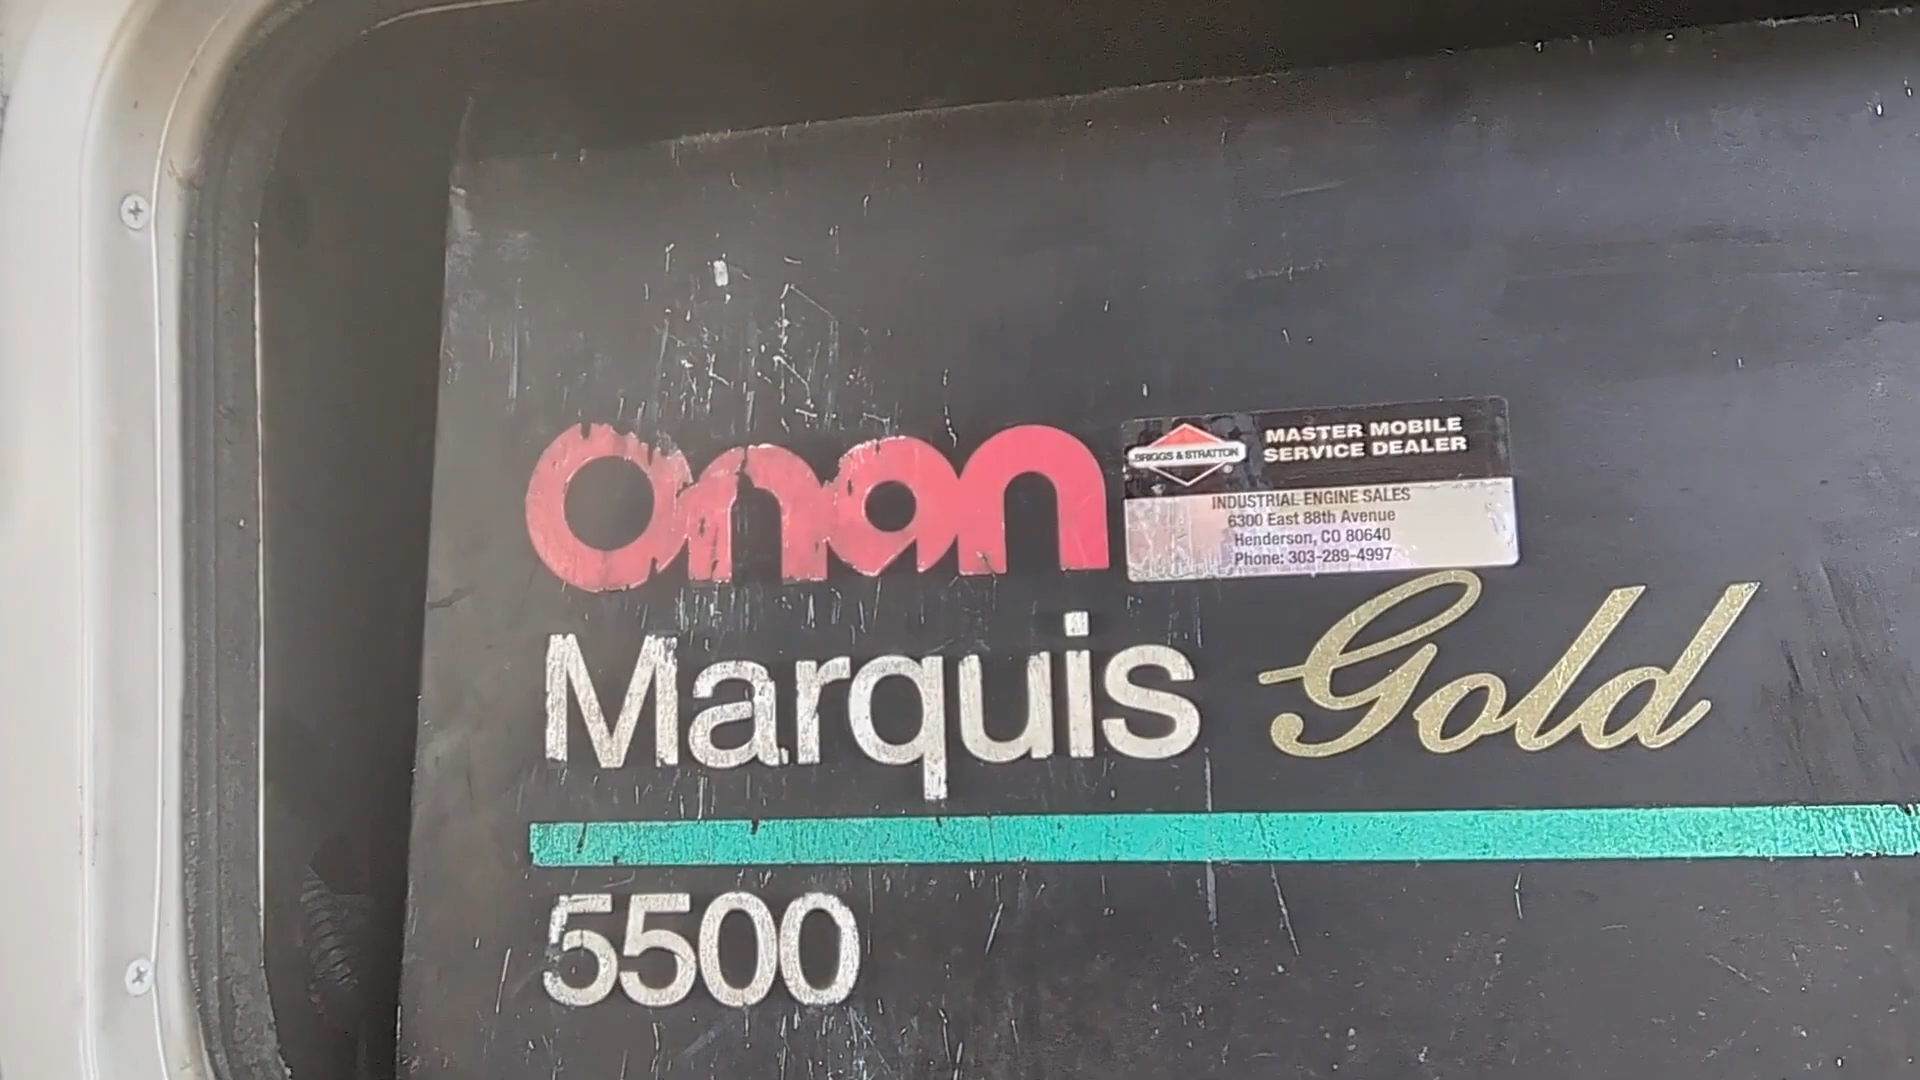 onan
BRIGGS & STRATTON
MASTER MOBILE
SERVICE DEALER
INDUSTRIAL ENGINE SALES
6300 East 88th Avenue
Henderson, CO 80640
Phone: 303-289-4997
Marquis Gold
5500